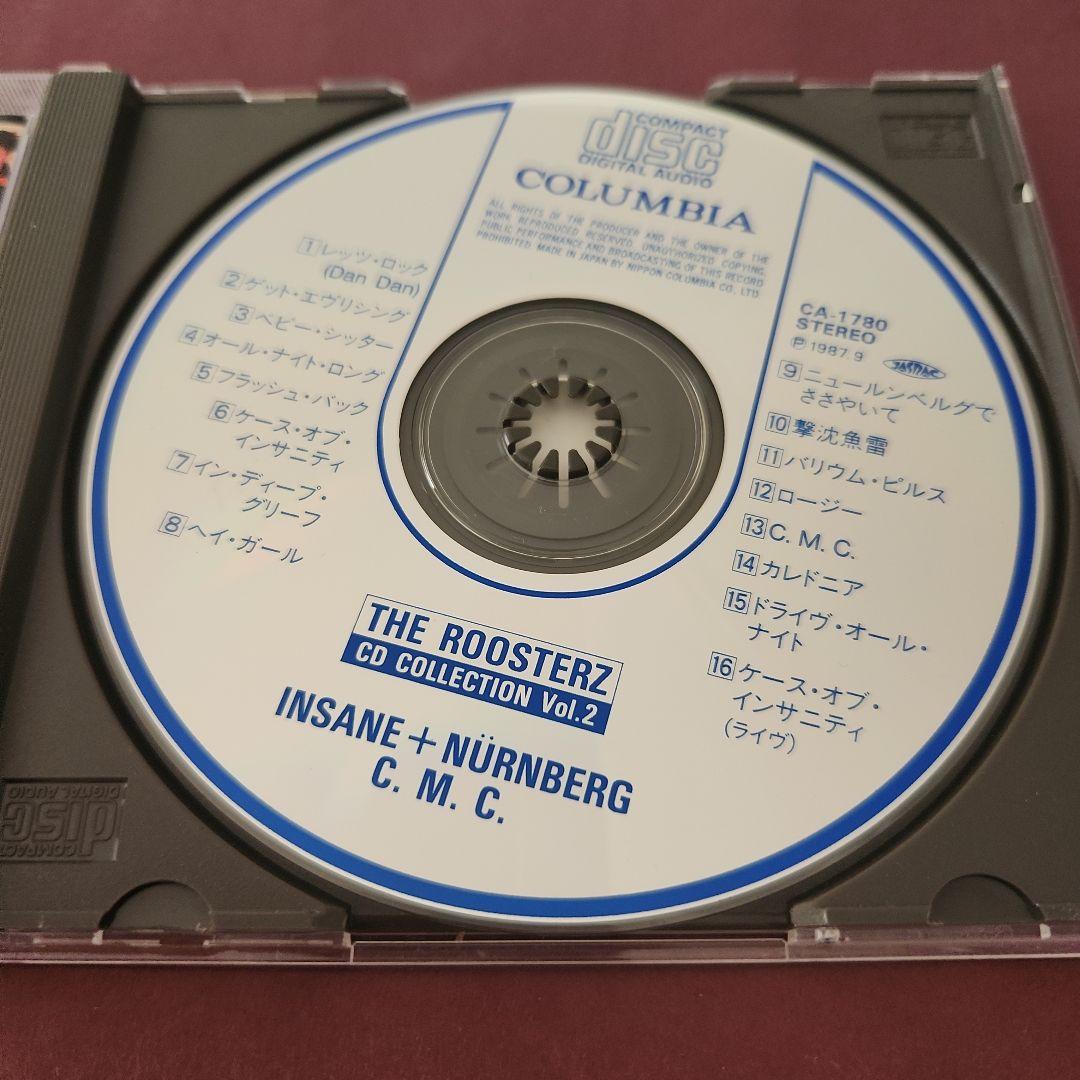 COMPACT
disc
DIGITAL AUDIO
COLUMBIA
ALL RIGHTS OF THE PRODUCER AND THE OWNER OF THE
WORK REPRODUCED RESERVED. UNAUTHORIZED COPYING,
PUBLIC PERFORMANCE AND BROADCASTING OF THIS RECORD
PROHIBITED. MADE IN JAPAN BY NIPPON COLUMBIA CO., LTD.
1 レッツ・ロック
(Dan Dan)
2 ゲット・エヴリシング
3 ベビー・シッター
4 オール・ナイト・ロング
5 フラッシュ・バック
6 ケース・オブ・
インサニティ
7 イン・ディープ・
グリーフ
8 ヘイ・ガール
CA-1780
STEREO
Ⓟ1987. 9
JASRAC
9 ニュールンベルグで
ささやいて
10 撃沈魚雷
11 バリウム・ピルス
12 ロージー
13 C. M. C.
14 カレドニア
15 ドライヴ・オール・
ナイト
16 ケース・オブ・
インサニティ
(ライヴ)
THE ROOSTERZ
CD COLLECTION Vol.2
INSANE+NÜRNBERG
C. M. C.
disc
COMPACT
DIGITAL AUDIO